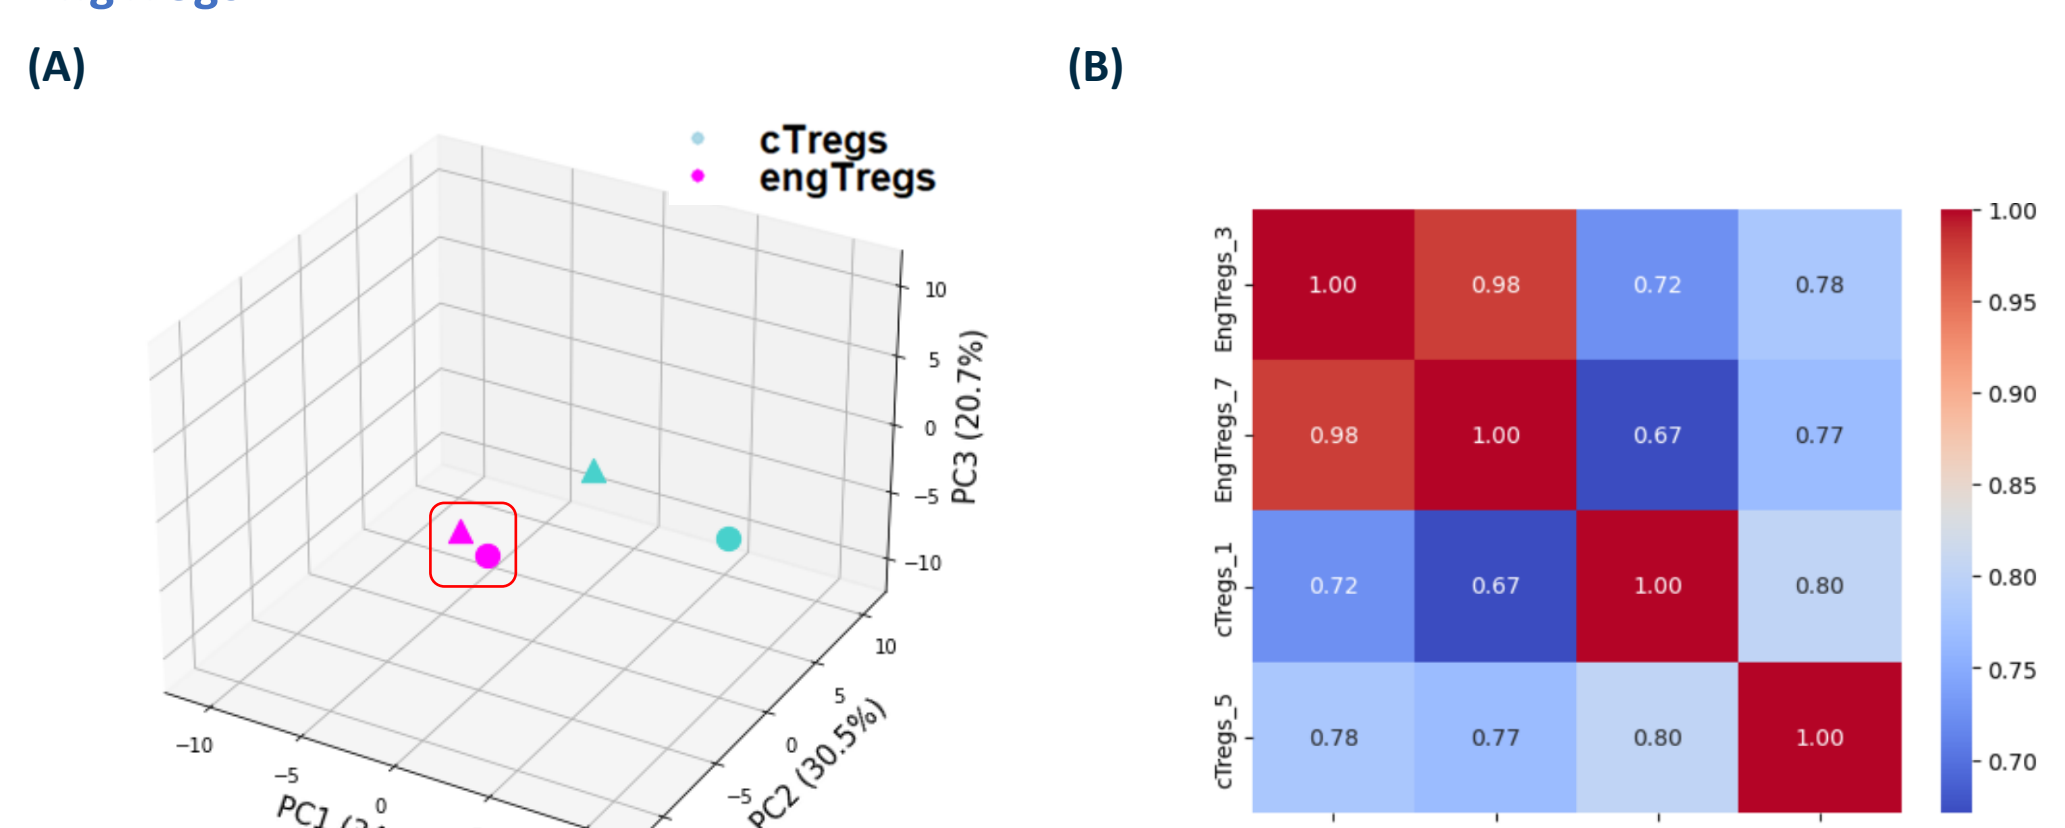 (A)
(B)
cTregs
engTregs
10
5
0
−5
−10
PC3 (20.7%)
10
5
0
−5
PC2 (30.5%)
−10
−5
0
PC1
EngTregs_3
EngTregs_7
cTregs_1
cTregs_5
1.00 0.98 0.72 0.78
0.98 1.00 0.67 0.77
0.72 0.67 1.00 0.80
0.78 0.77 0.80 1.00
1.00
0.95
0.90
0.85
0.80
0.75
0.70